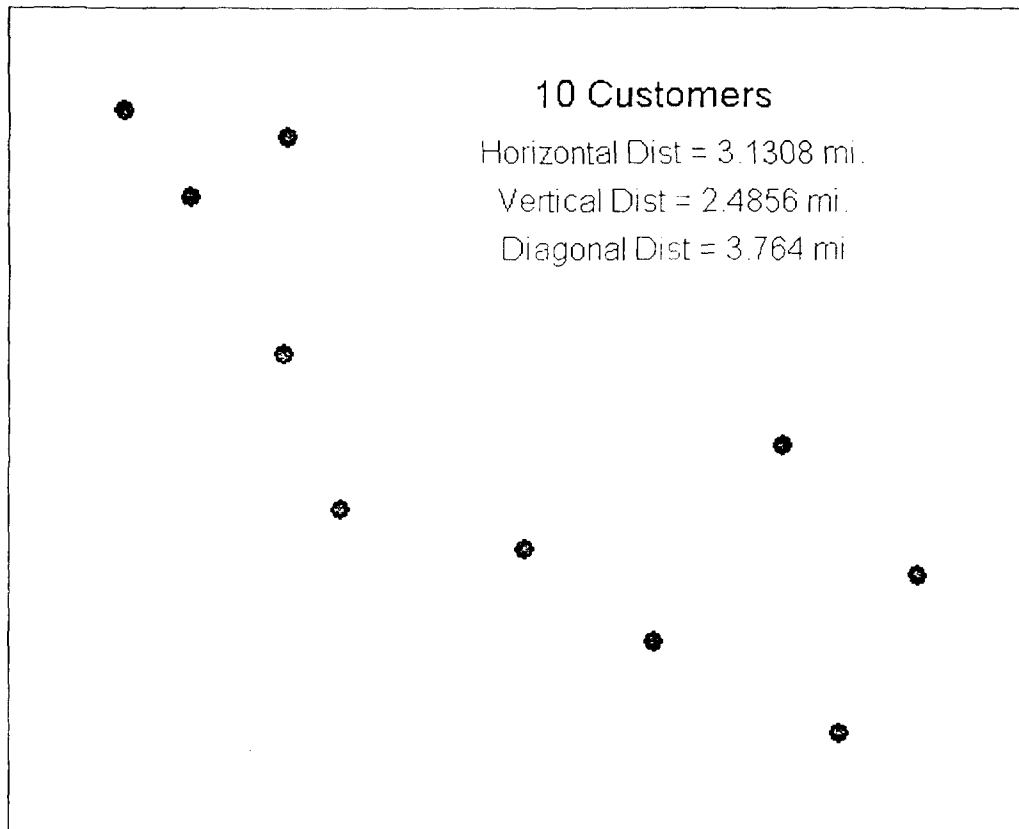 10 Customers
Horizontal Dist = 3.1308 mi.
Vertical Dist = 2.4856 mi.
Diagonal Dist = 3.764 mi